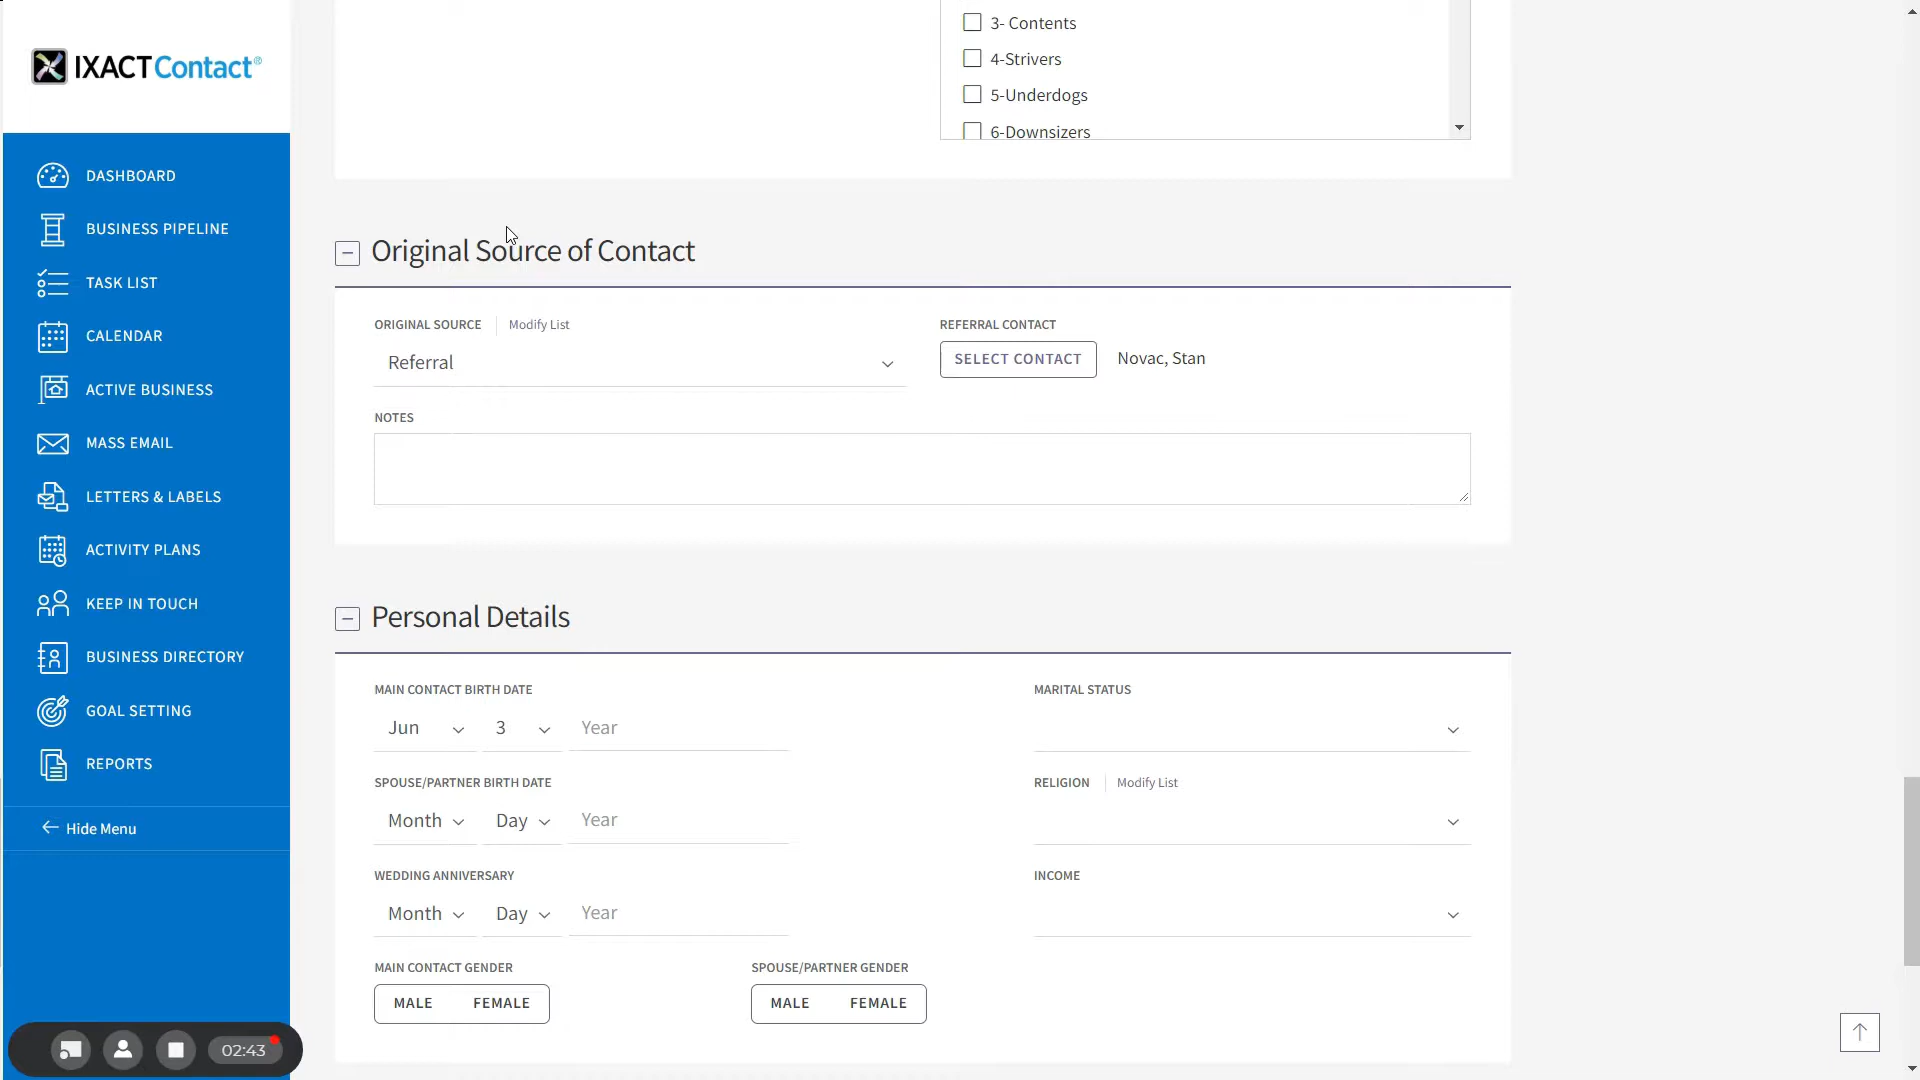 IXACTContact®
DASHBOARD
BUSINESS PIPELINE
TASK LIST
CALENDAR
ACTIVE BUSINESS
MASS EMAIL
LETTERS & LABELS
ACTIVITY PLANS
KEEP IN TOUCH
BUSINESS DIRECTORY
GOAL SETTING
REPORTS
Hide Menu
02:43
3- Contents
4-Strivers
5-Underdogs
6-Downsizers
Original Source of Contact
ORIGINAL SOURCE Modify List
Referral
REFERRAL CONTACT
SELECT CONTACT Novac, Stan
NOTES
Personal Details
MAIN CONTACT BIRTH DATE
Jun 3 Year
MARITAL STATUS
SPOUSE/PARTNER BIRTH DATE
Month Day Year
RELIGION Modify List
WEDDING ANNIVERSARY
Month Day Year
INCOME
MAIN CONTACT GENDER
MALE FEMALE
SPOUSE/PARTNER GENDER
MALE FEMALE